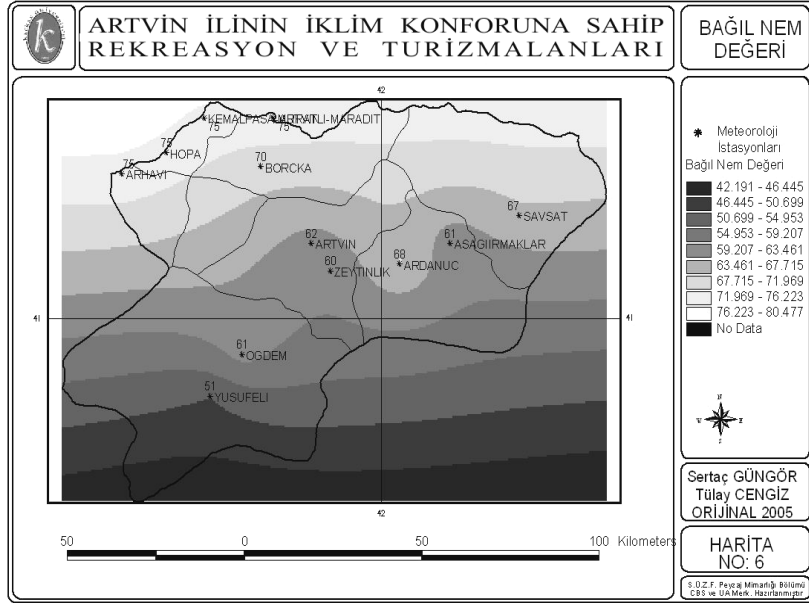 ARTVİN İLİNİN İKLİM KONFORUNA SAHİP
REKREASYON VE TURİZMALANLARI
BAĞIL NEM
DEĞERİ
42
75
75
75
HOPA
75
ARHAVI
70
BORCKA
67
SAVSAT
62
ARTVIN
61
ASAGIIRMAKLAR
60
ZEYTINLIK
68
ARDANUC
41
41
61
OGDEM
51
YUSUFELI
42
50 0 50 100 Kilometers
Meteoroloji
İstasyonları
Bağıl Nem Değeri
42.191 - 46.445
46.445 - 50.699
50.699 - 54.953
54.953 - 59.207
59.207 - 63.461
63.461 - 67.715
67.715 - 71.969
71.969 - 76.223
76.223 - 80.477
No Data
N
W E
S
Sertaç GÜNGÖR
Tülay CENGİZ
ORİJİNAL 2005
HARİTA
NO: 6
S.Ü.Z.F. Peyzaj Mimarlığı Bölümü
CBS ve UA Merk. Hazırlanmıştır